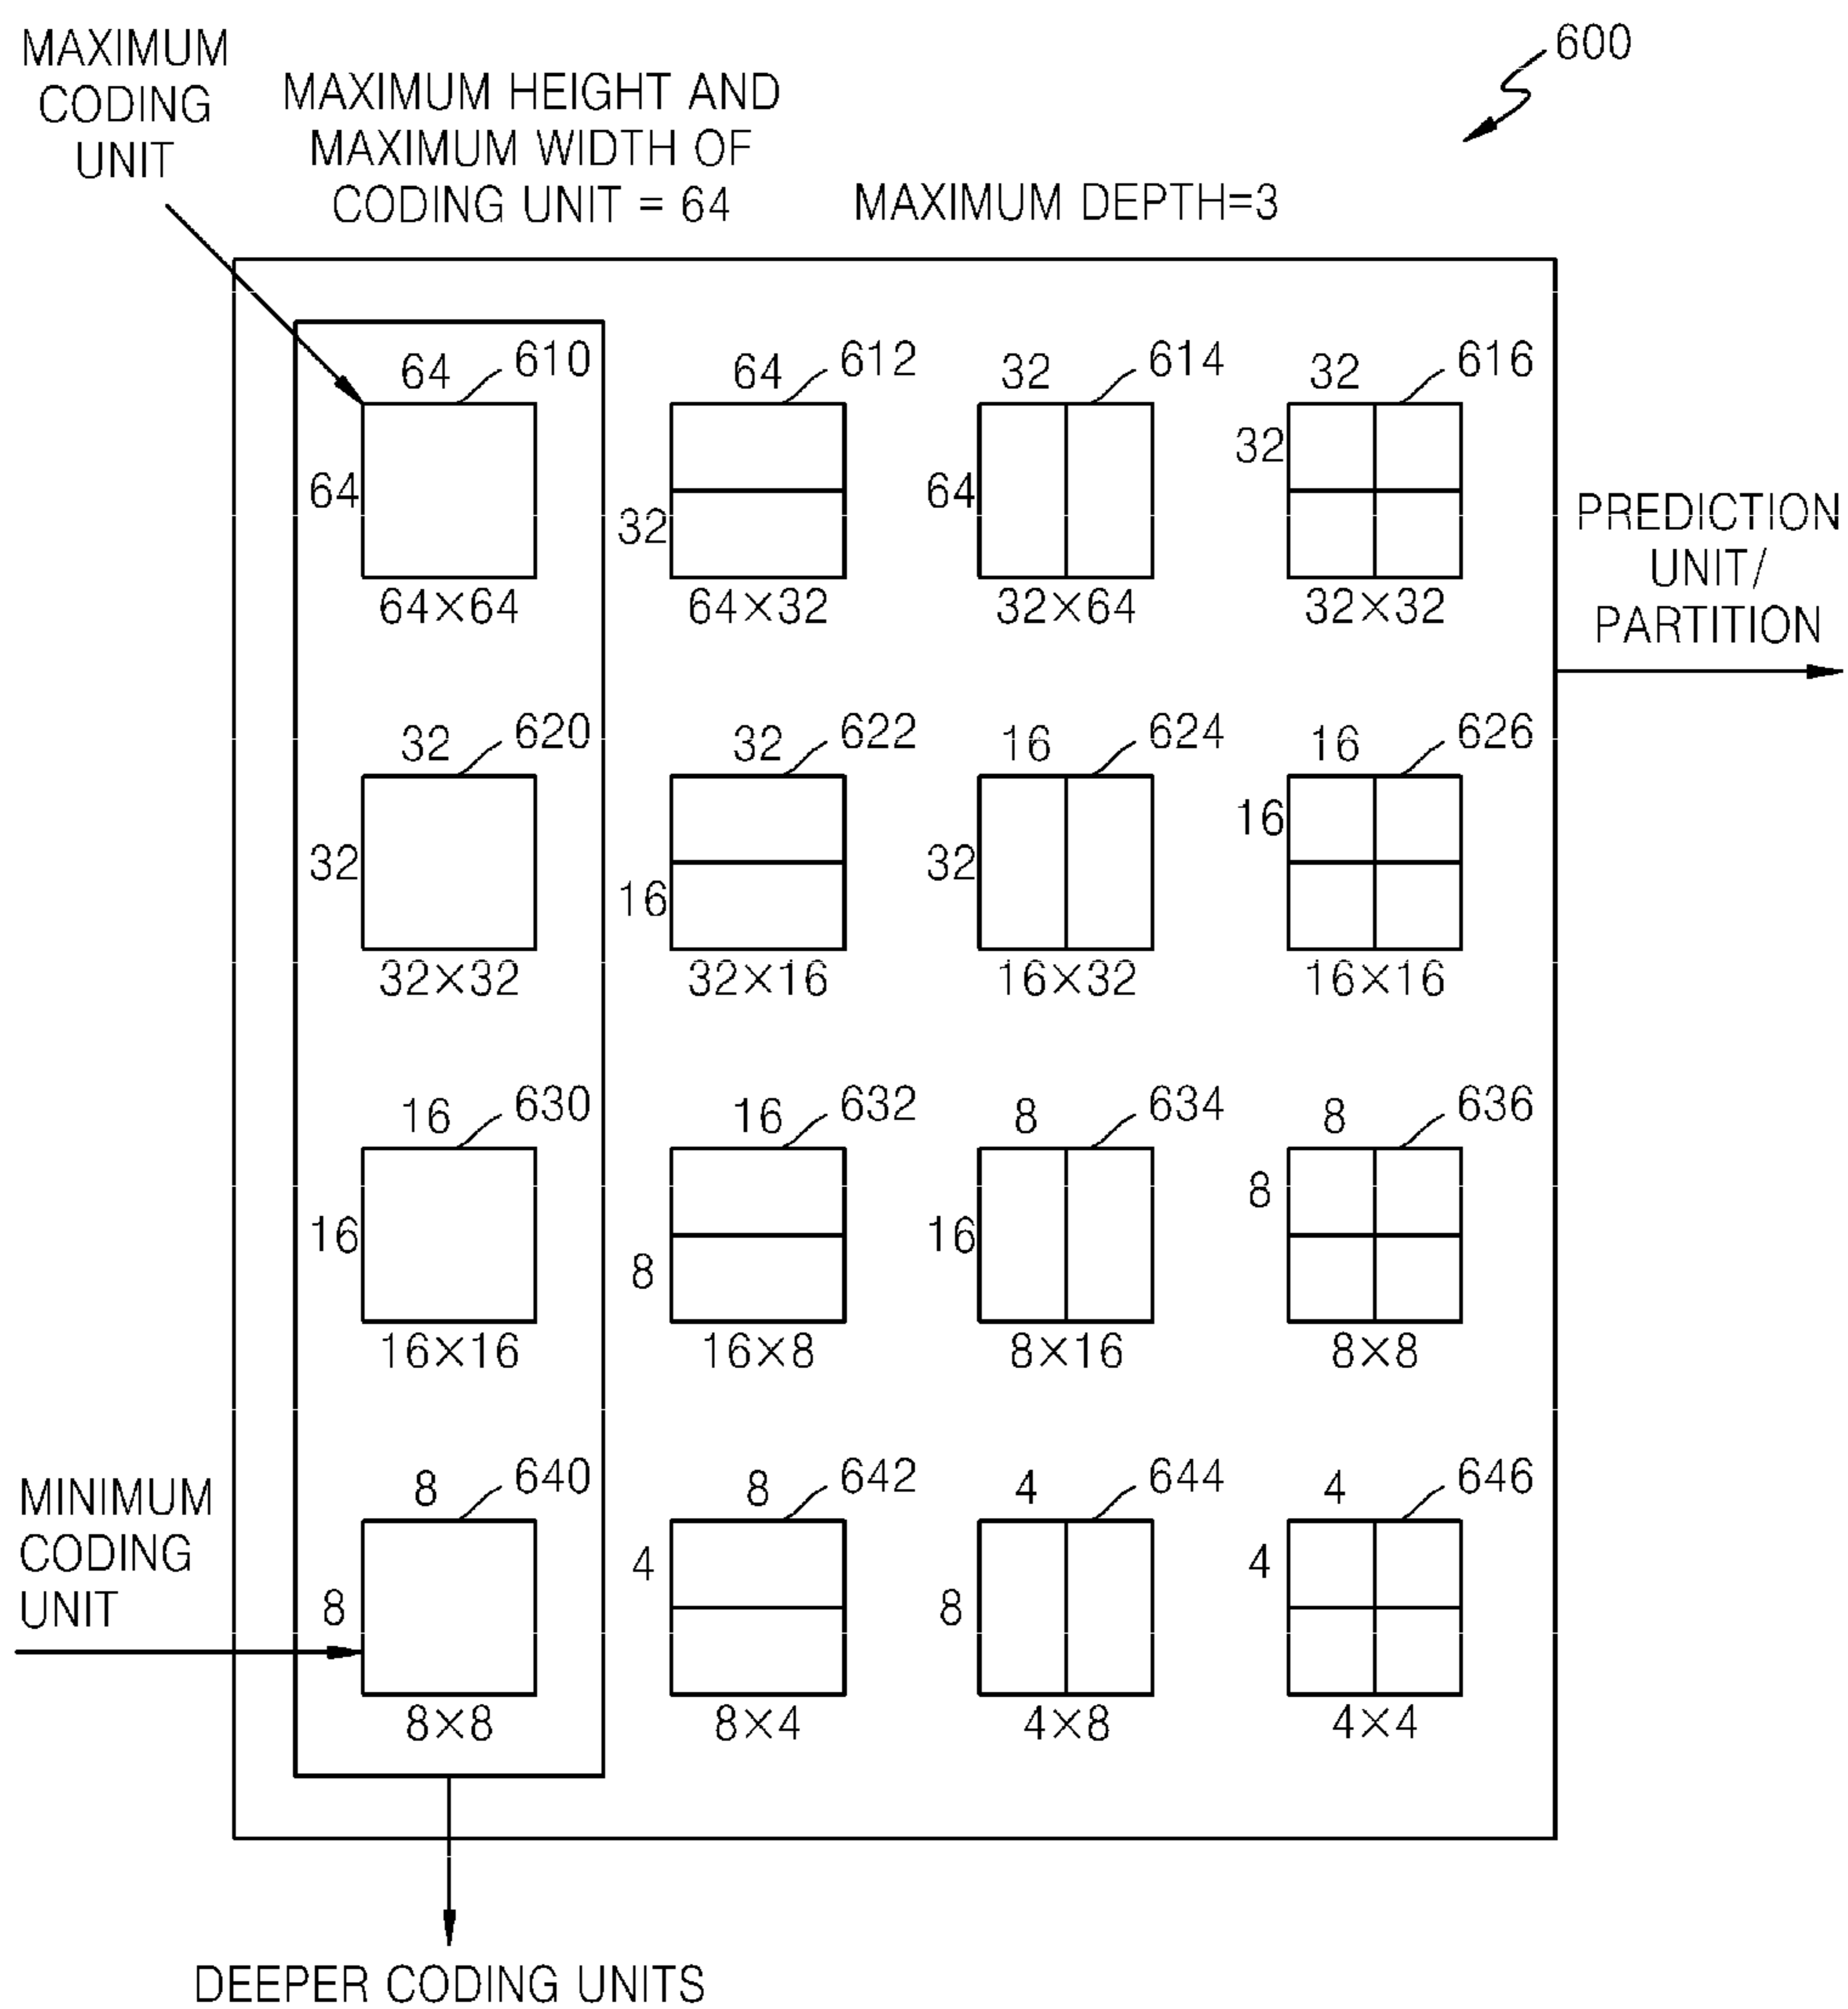 600
MAXIMUM
CODING
UNIT
MAXIMUM HEIGHT AND
MAXIMUM WIDTH OF
CODING UNIT = 64
MAXIMUM DEPTH=3
64 610 64 612 32 614 32 616
64 32 64 32
64×64 64×32 32×64 32×32
PREDICTION
UNIT/
PARTITION
32 620 32 622 16 624 16 626
32 16 32 16
32×32 32×16 16×32 16×16
16 630 16 632 8 634 8 636
16 8 16 8
16×16 16×8 8×16 8×8
MINIMUM
CODING
UNIT
8 640 8 642 4 644 4 646
8 4 8 4
8×8 8×4 4×8 4×4
DEEPER CODING UNITS